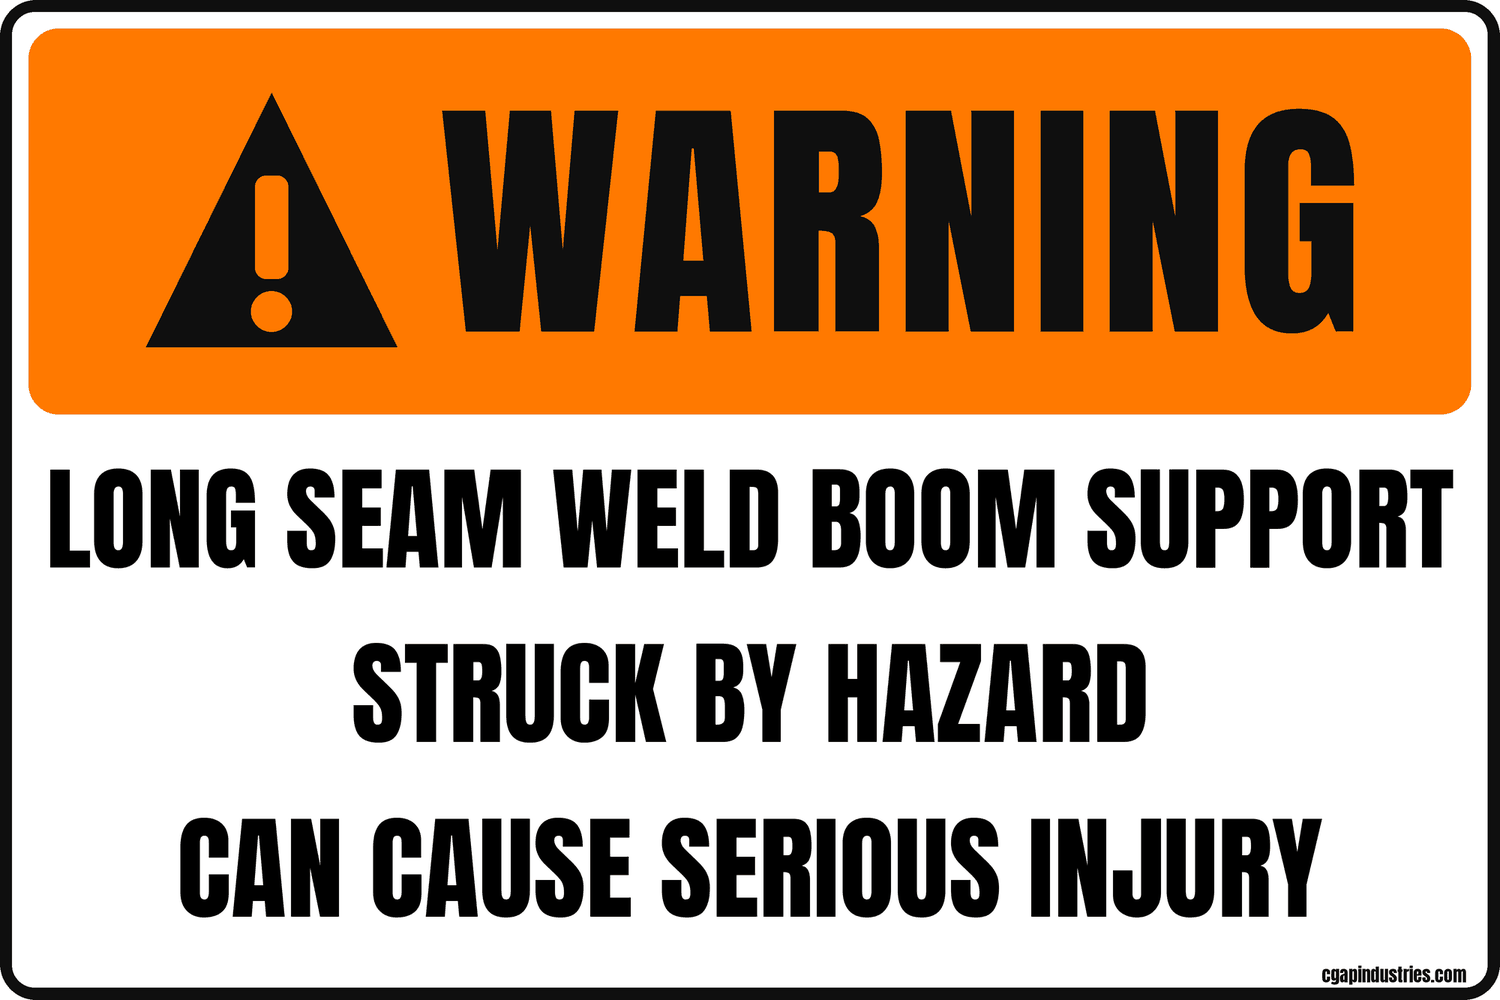 WARNING
LONG SEAM WELD BOOM SUPPORT
STRUCK BY HAZARD
CAN CAUSE SERIOUS INJURY
cgapindustries.com